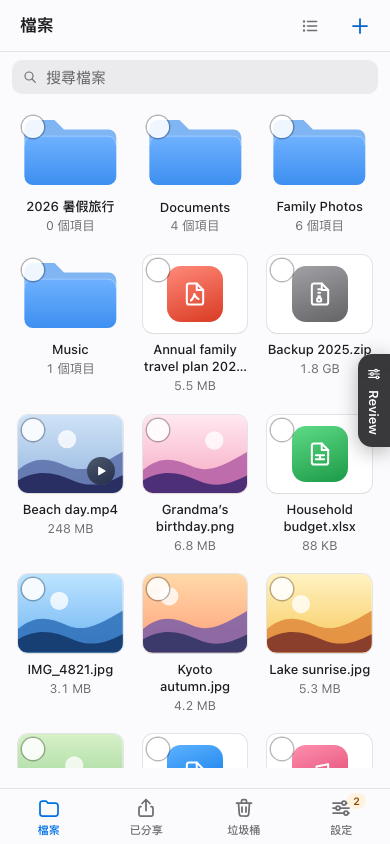 檔案
搜尋檔案
2026 暑假旅行
0 個項目
Documents
4 個項目
Family Photos
6 個項目
Music
1 個項目
Annual family
travel plan 202...
5.5 MB
Backup 2025.zip
1.8 GB
Review
Beach day.mp4
248 MB
Grandma's
birthday.png
6.8 MB
Household
budget.xlsx
88 KB
IMG_4821.jpg
3.1 MB
Kyoto
autumn.jpg
4.2 MB
Lake sunrise.jpg
5.3 MB
檔案
已分享
垃圾桶
2
設定